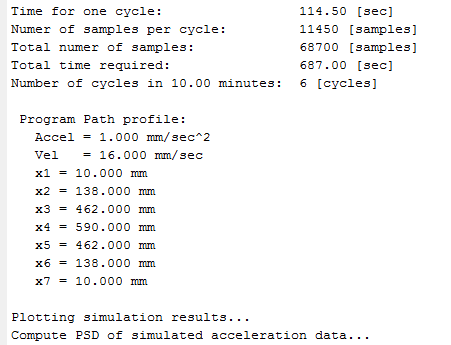 Time for one cycle: 114.50 [sec]
Numer of samples per cycle: 11450 [samples]
Total numer of samples: 68700 [samples]
Total time required: 687.00 [sec]
Number of cycles in 10.00 minutes: 6 [cycles]
Program Path profile:
Accel = 1.000 mm/sec^2
Vel = 16.000 mm/sec
x1 = 10.000 mm
x2 = 138.000 mm
x3 = 462.000 mm
x4 = 590.000 mm
x5 = 462.000 mm
x6 = 138.000 mm
x7 = 10.000 mm
Plotting simulation results...
Compute PSD of simulated acceleration data...